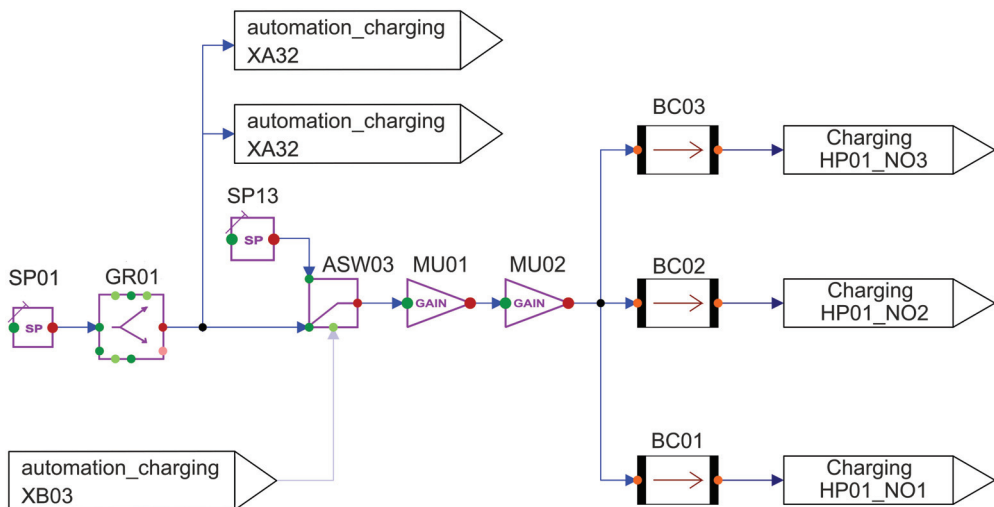 automation_charging
XA32
automation_charging
XA32
BC03
Charging
HP01_NO3
SP13
SP
SP01
SP
GR01
ASW03
MU01
GAIN
MU02
GAIN
BC02
Charging
HP01_NO2
automation_charging
XB03
BC01
Charging
HP01_NO1